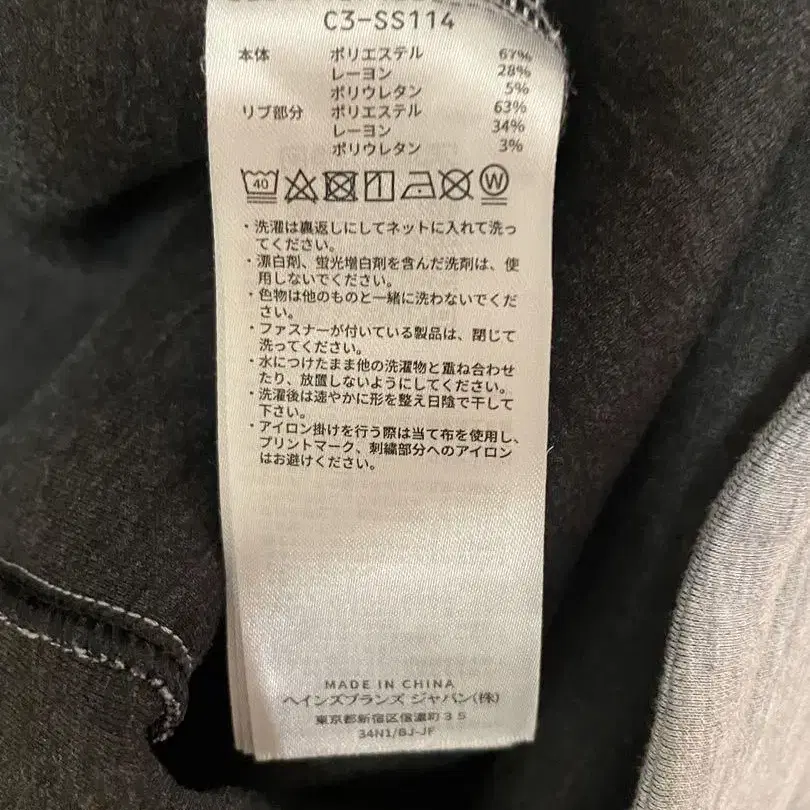 C3-SS114
本体 ポリエステル 67%
レーヨン 28%
ポリウレタン 5%
リブ部分 ポリエステル 63%
レーヨン 34%
ポリウレタン 3%
40 W
・洗濯は裏返しにしてネットに入れて洗っ
てください。
・漂白剤、蛍光増白剤を含んだ洗剤は、使
用しないでください。
・色物は他のものと一緒に洗わないでくだ
さい。
・ファスナーが付いている製品は、閉じて
洗ってください。
・水につけたまま他の洗濯物と重ね合わせ
たり、放置しないようにしてください。
・洗濯後は速やかに形を整え日陰で干して
下さい。
・アイロン掛けを行う際は当て布を使用し、
プリントマーク、刺繍部分へのアイロン
はお避けください。
MADE IN CHINA
ヘインズブランズ ジャパン(株)
東京都新宿区信濃町35
34N1/BJ-JF